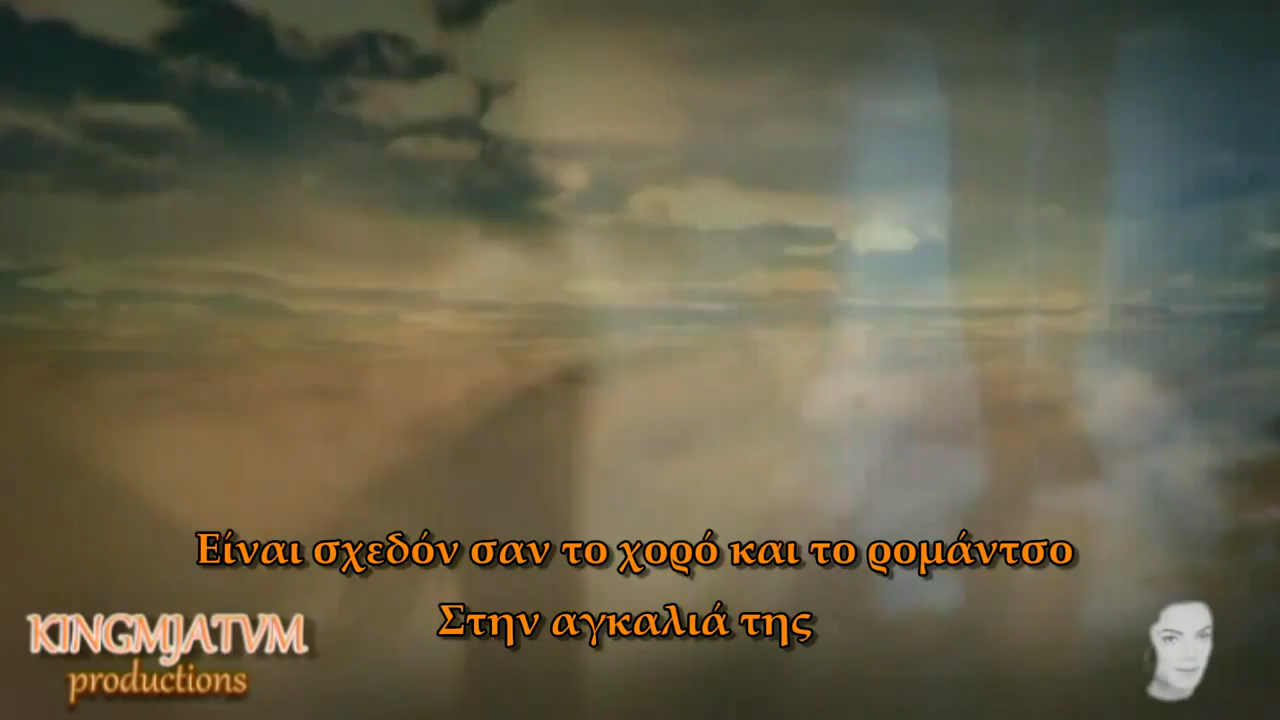 Είναι σχεδόν σαν το χορό και το ρομάντσο
Στην αγκαλιά της
KINGMJATVM
productions